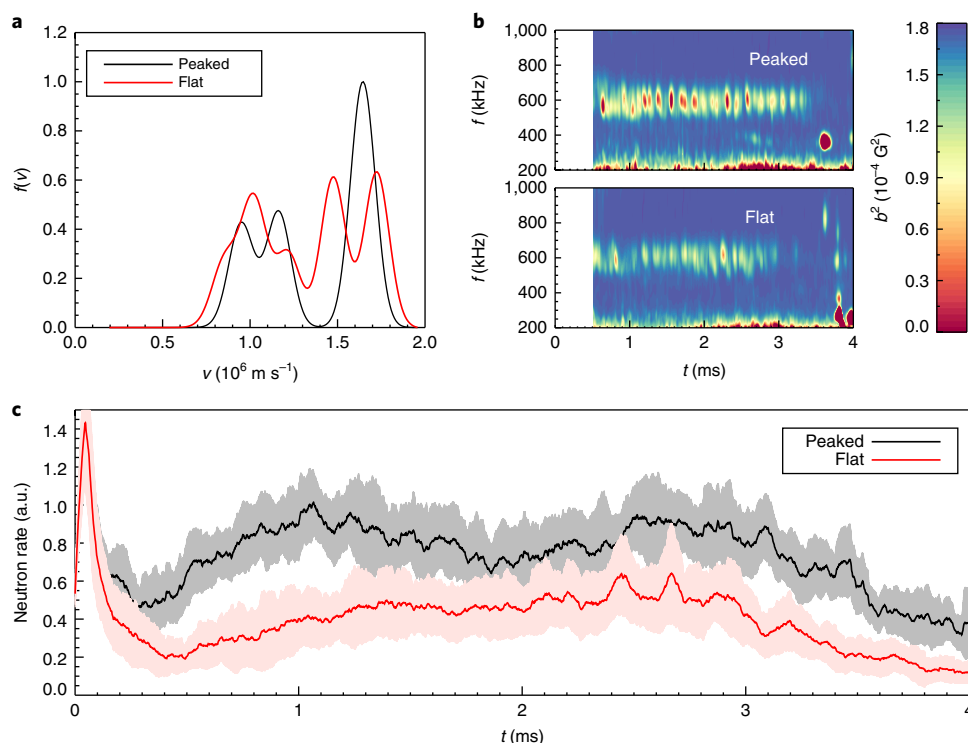 a
1.2
1.0
0.8
0.6
0.4
0.2
0.0
f(v)
Peaked
Flat
0.0
0.5
1.0
1.5
2.0
v (10⁶ m s⁻¹)
b
1,000
800
600
400
200
f (kHz)
Peaked
1,000
800
600
400
200
f (kHz)
Flat
0
1
2
3
4
t (ms)
1.8
1.5
1.2
0.9
0.6
0.3
0.0
b² (10⁻⁴ G²)
c
1.4
1.2
1.0
0.8
0.6
0.4
0.2
0.0
Neutron rate (a.u.)
Peaked
Flat
0
1
2
3
4
t (ms)